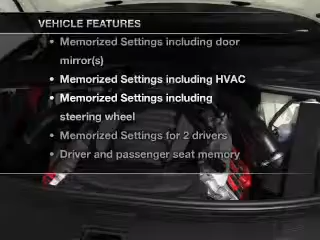 VEHICLE FEATURES
• Memorized Settings including door
mirror(s)
• Memorized Settings including HVAC
• Memorized Settings including
steering wheel
• Memorized Settings for 2 drivers
• Driver and passenger seat memory